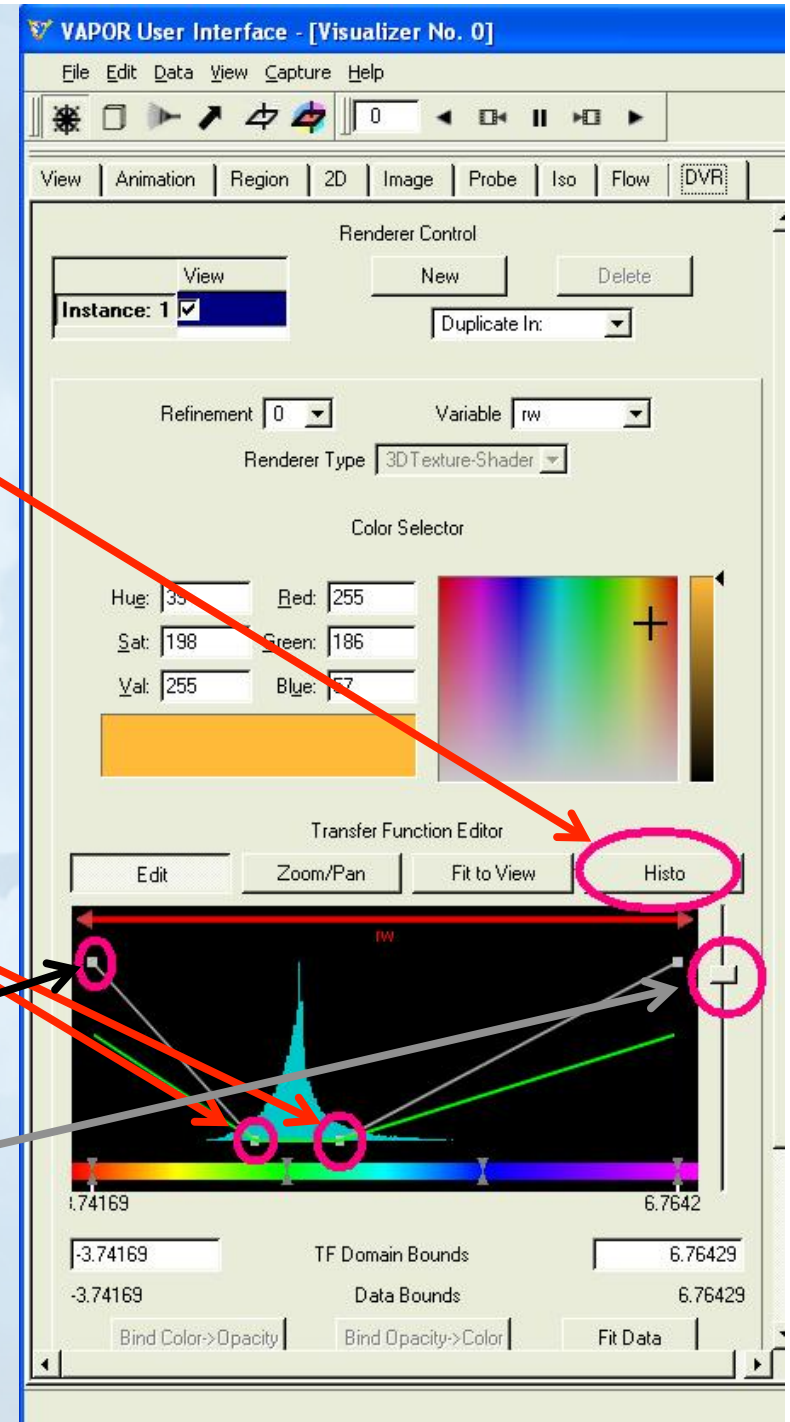 VAPOR User Interface - [Visualizer No. 0]
File Edit Data View Capture Help
0
View Animation Region 2D Image Probe Iso Flow DVR
Renderer Control
View New Delete
Instance: 1
Duplicate In:
Refinement 0 Variable rw
Renderer Type 3DTexture-Shader
Color Selector
Hue: Red: 255
Sat: 198 Green: 186
Val: 255 Blue: 57
Transfer Function Editor
Edit Zoom/Pan Fit to View Histo
rw
.74169 6.7642
-3.74169 TF Domain Bounds 6.76429
-3.74169 Data Bounds 6.76429
Bind Color->Opacity Bind Opacity->Color Fit Data